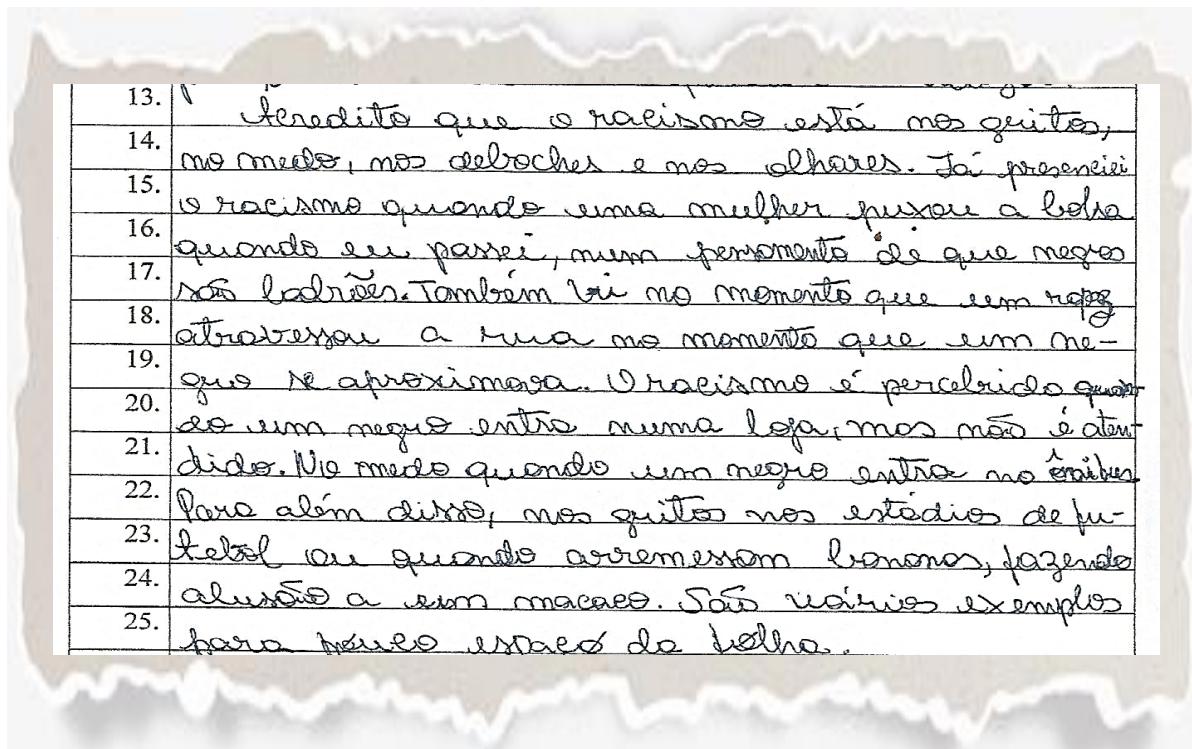 13.
Acredito que o racismo está nos gritos,
14.
no medo, nos deboches e nos olhares. Já presenciei
15.
o racismo quando uma mulher puxou a bolsa
16.
quando eu passei, num pensamento de que negros
17.
são ladrões. Também vi no momento que um rapaz
18.
atravessou a rua no momento que um ne-
19.
gro se aproximava. O racismo é percebido quan-
20.
do um negro entra numa loja, mas não é aten-
21.
dido. No medo quando um negro entra no ônibus.
22.
Para além disso, nos gritos nos estádios de fu-
23.
tebol ou quando arremessam bananas, fazendo
24.
alusão a um macaco. São vários exemplos
25.
para pouco espaço da folha.